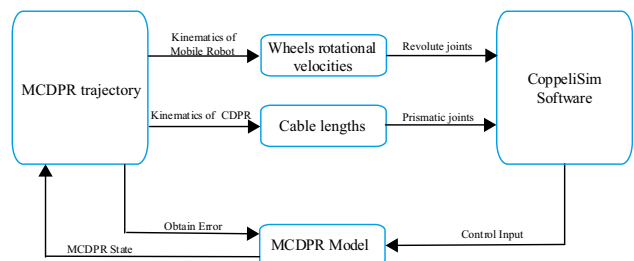 Kinematics of
Mobile Robot
Wheels rotational
velocities
Revolute joints
MCDPR trajectory
CoppeliSim
Software
Kinematics of CDPR
Cable lengths
Prismatic joints
Obtain Error
Control Input
MCDPR Model
MCDPR State